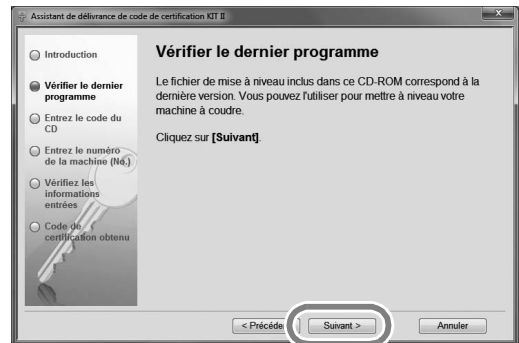 Assistant de délivrance de code de certification KIT II
Introduction
Vérifier le dernier
programme
Entrez le code du
CD
Entrez le numéro
de la machine (No.)
Vérifiez les
informations
entrées
Code de
certification obtenu
Vérifier le dernier programme
Le fichier de mise à niveau inclus dans ce CD-ROM correspond à la
dernière version. Vous pouvez l'utiliser pour mettre à niveau votre
machine à coudre.
Cliquez sur [Suivant].
< Précéde
Suivant >
Annuler